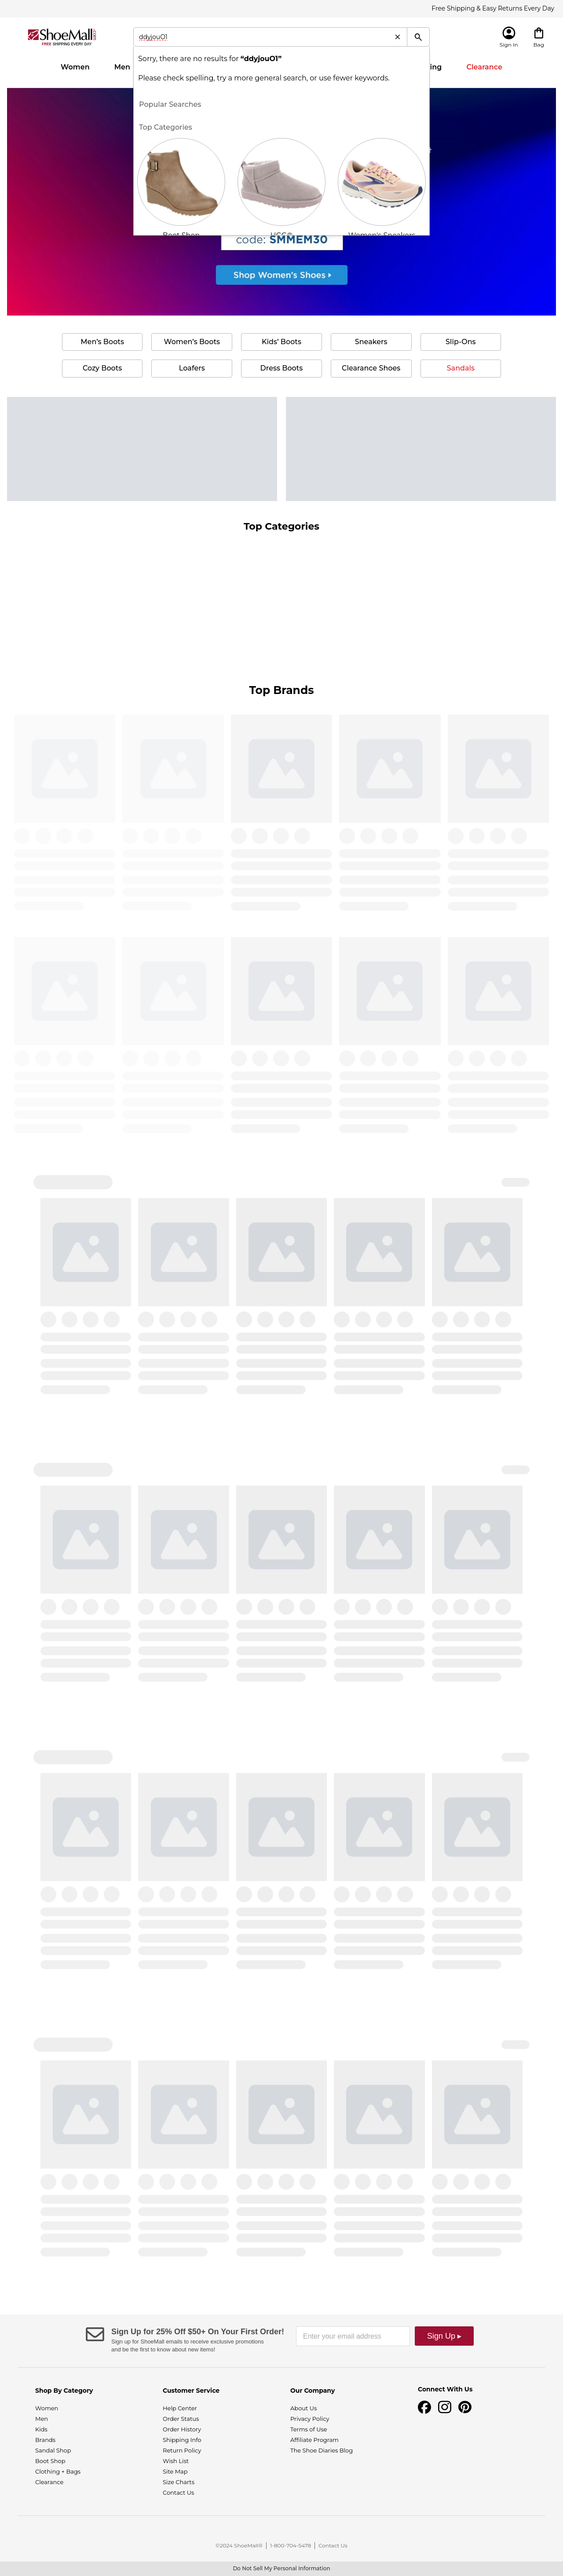 Free Shipping & Easy Returns Every Day
ShoeMall
FREE SHIPPING EVERY DAY
ddyjouO1
Sign In
Bag
Sorry, there are no results for “ddyjouO1”
Please check spelling, try a more general search, or use fewer keywords.
Popular Searches
Top Categories
Women
Men
ing
Clearance
Boot Shop
UGG®
Women's Sneakers
code: SMMEM30
Shop Women's Shoes
Men's Boots
Women's Boots
Kids' Boots
Sneakers
Slip-Ons
Cozy Boots
Loafers
Dress Boots
Clearance Shoes
Sandals
Top Categories
Top Brands
Sign Up for 25% Off $50+ On Your First Order!
Sign up for ShoeMall emails to receive exclusive promotions
and be the first to know about new items!
Enter your email address
Sign Up ▸
Shop By Category
Women
Men
Kids
Brands
Sandal Shop
Boot Shop
Clothing + Bags
Clearance
Customer Service
Help Center
Order Status
Order History
Shipping Info
Return Policy
Wish List
Site Map
Size Charts
Contact Us
Our Company
About Us
Privacy Policy
Terms of Use
Affiliate Program
The Shoe Diaries Blog
Connect With Us
©2024 ShoeMall® | 1-800-704-5478 | Contact Us
Do Not Sell My Personal Information